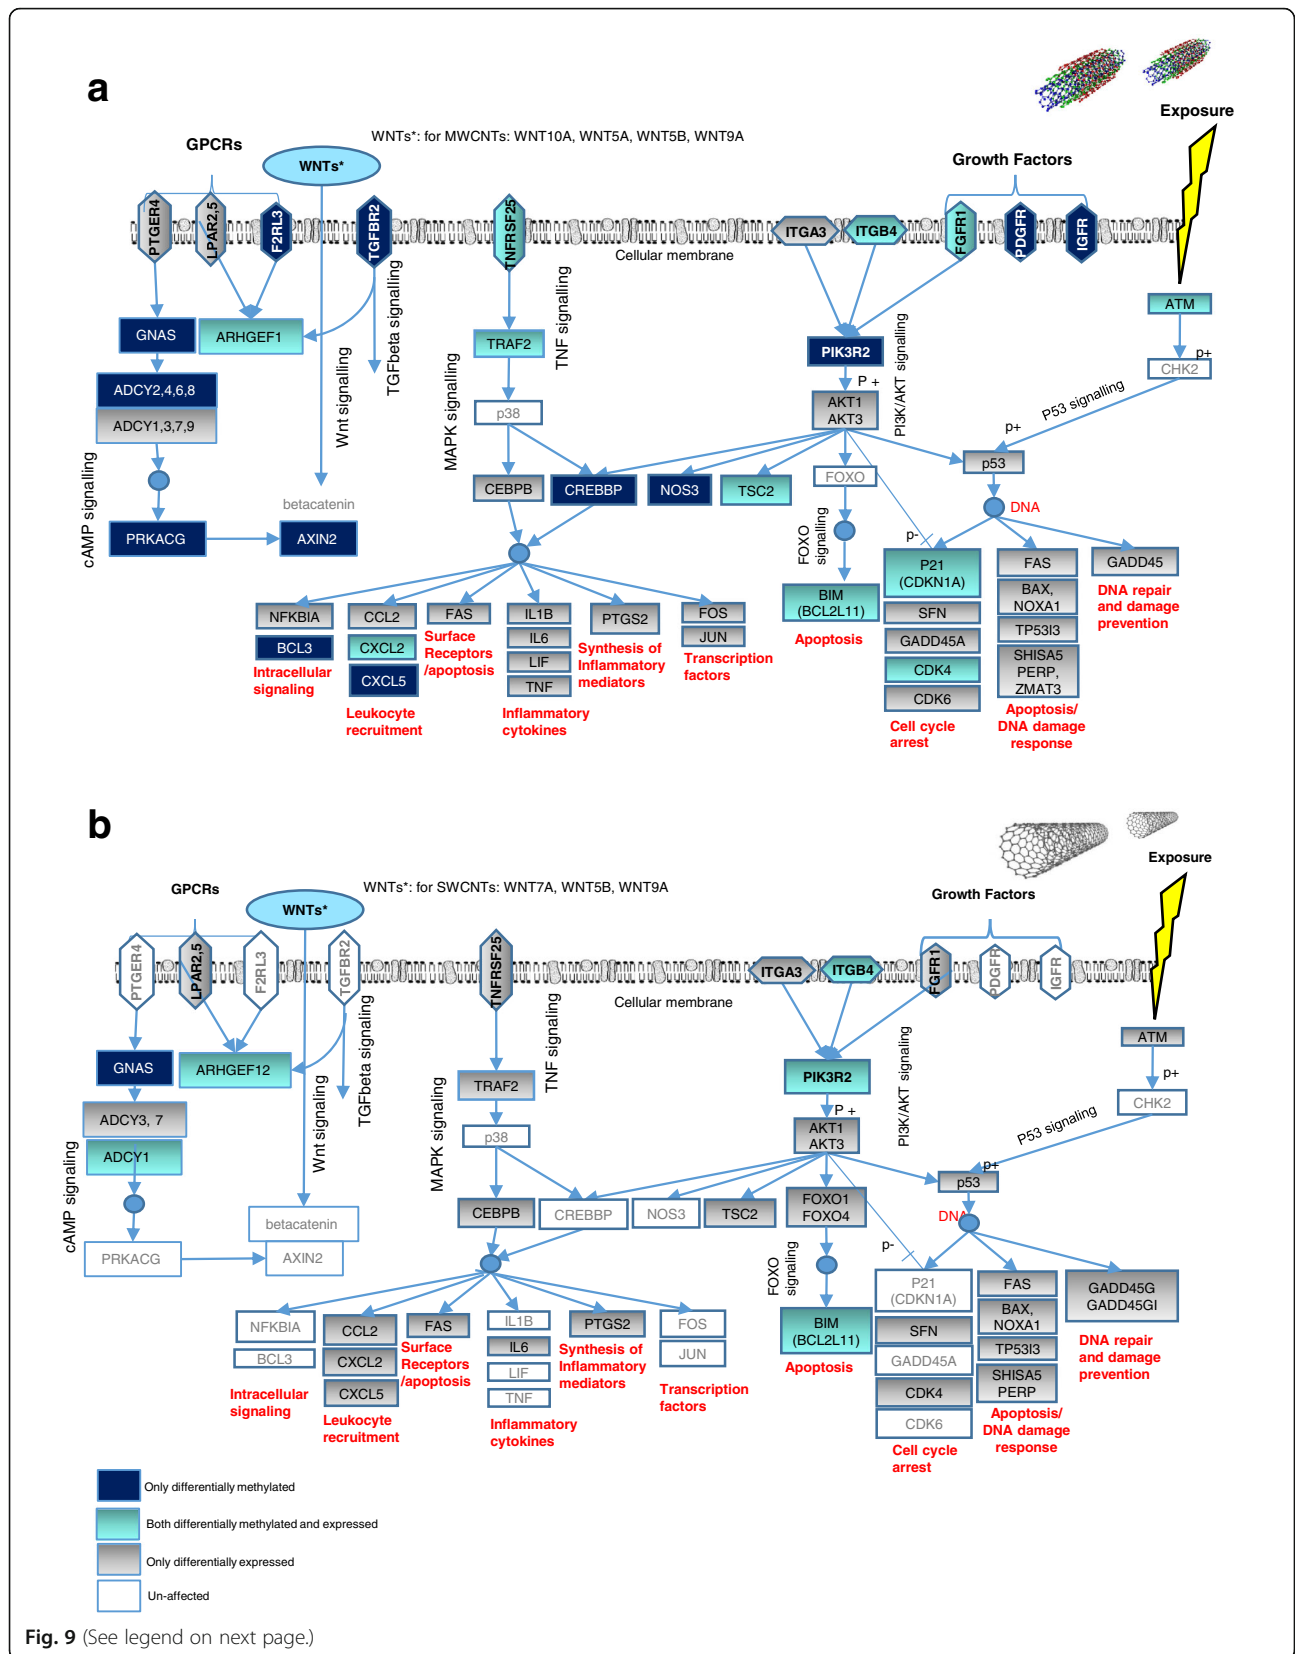 a
Exposure
WNTs*: for MWCNTs: WNT10A, WNT5A, WNT5B, WNT9A
GPCRs
WNTs*
Growth Factors
PTGER4
LPAR2,5
F2RL3
TGFBR2
TNFRSF25
ITGA3
ITGB4
FGFR1
PDGFR
IGFR
Cellular membrane
GNAS
ARHGEF1
TGFbeta signalling
TRAF2
TNF signalling
PIK3R2
PI3K/AKT signalling
ATM
p+
CHK2
P +
ADCY2,4,6,8
ADCY1,3,7,9
Wnt signalling
MAPK signalling
p38
AKT1
AKT3
P53 signalling
p+
p53
cAMP signalling
betacatenin
CEBPB
CREBBP
NOS3
TSC2
FOXO
DNA
PRKACG
AXIN2
FOXO
signalling
p-
P21
(CDKN1A)
FAS
GADD45
BIM
(BCL2L11)
BAX,
NOXA1
DNA repair
and damage
prevention
NFKBIA
CCL2
FAS
IL1B
PTGS2
FOS
SFN
BCL3
CXCL2
Surface
Receptors
/apoptosis
IL6
JUN
Apoptosis
GADD45A
TP53I3
Intracellular
signaling
CXCL5
LIF
Synthesis of
Inflammatory
mediators
Transcription
factors
CDK4
SHISA5
PERP,
ZMAT3
TNF
CDK6
Leukocyte
recruitment
Inflammatory
cytokines
Cell cycle
arrest
Apoptosis/
DNA damage
response
b
Exposure
WNTs*: for SWCNTs: WNT7A, WNT5B, WNT9A
GPCRs
WNTs*
Growth Factors
PTGER4
LPAR2,5
F2RL3
TGFBR2
TNFRSF25
ITGA3
ITGB4
FGFR1
PDGFR
IGFR
Cellular membrane
GNAS
ARHGEF12
TGFbeta signaling
TRAF2
TNF signaling
PIK3R2
PI3K/AKT signaling
ATM
p+
CHK2
P +
ADCY3, 7
ADCY1
Wnt signaling
MAPK signaling
p38
AKT1
AKT3
P53 signaling
p+
p53
cAMP signaling
betacatenin
CEBPB
CREBBP
NOS3
TSC2
FOXO1
FOXO4
DNA
PRKACG
AXIN2
FOXO
signaling
p-
P21
(CDKN1A)
FAS
GADD45G
GADD45GI
NFKBIA
CCL2
FAS
IL1B
PTGS2
FOS
BIM
(BCL2L11)
SFN
BAX,
NOXA1
DNA repair
and damage
prevention
BCL3
CXCL2
Surface
Receptors
/apoptosis
IL6
Synthesis of
Inflammatory
mediators
JUN
Apoptosis
GADD45A
TP53I3
Intracellular
signaling
CXCL5
LIF
Transcription
factors
CDK4
SHISA5
PERP
TNF
CDK6
Leukocyte
recruitment
Inflammatory
cytokines
Cell cycle
arrest
Apoptosis/
DNA damage
response
Only differentially methylated
Both differentially methylated and expressed
Only differentially expressed
Un-affected
Fig. 9 (See legend on next page.)